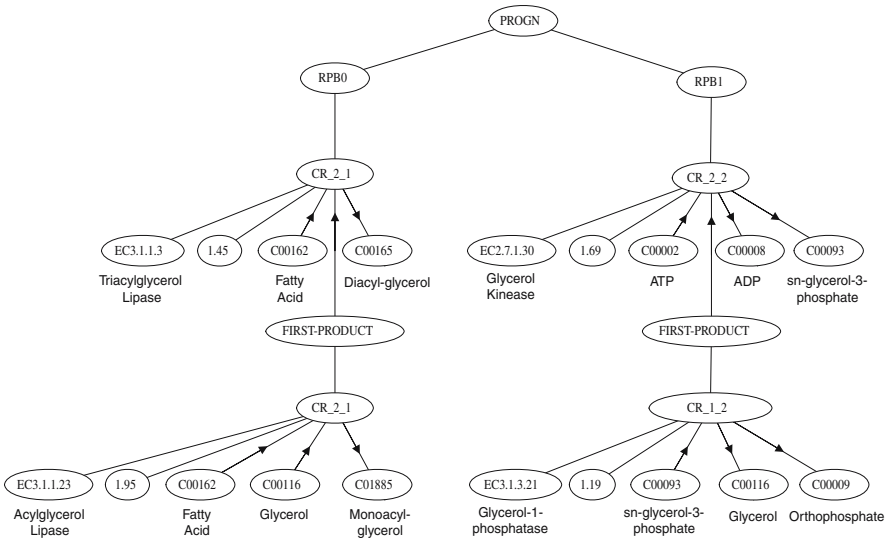 PROGN
RPB0
RPB1
CR_2_1
CR_2_2
EC3.1.1.3
1.45
C00162
C00165
EC2.7.1.30
1.69
C00002
C00008
C00093
Triacylglycerol
Lipase
Fatty
Acid
Diacyl-glycerol
Glycerol
Kinase
ATP
ADP
sn-glycerol-3-
phosphate
FIRST-PRODUCT
FIRST-PRODUCT
CR_2_1
CR_1_2
EC3.1.1.23
1.95
C00162
C00116
C01885
EC3.1.3.21
1.19
C00093
C00116
C00009
Acylglycerol
Lipase
Fatty
Acid
Glycerol
Monoacyl-
glycerol
Glycerol-1-
phosphatase
sn-glycerol-3-
phosphate
Glycerol
Orthophosphate